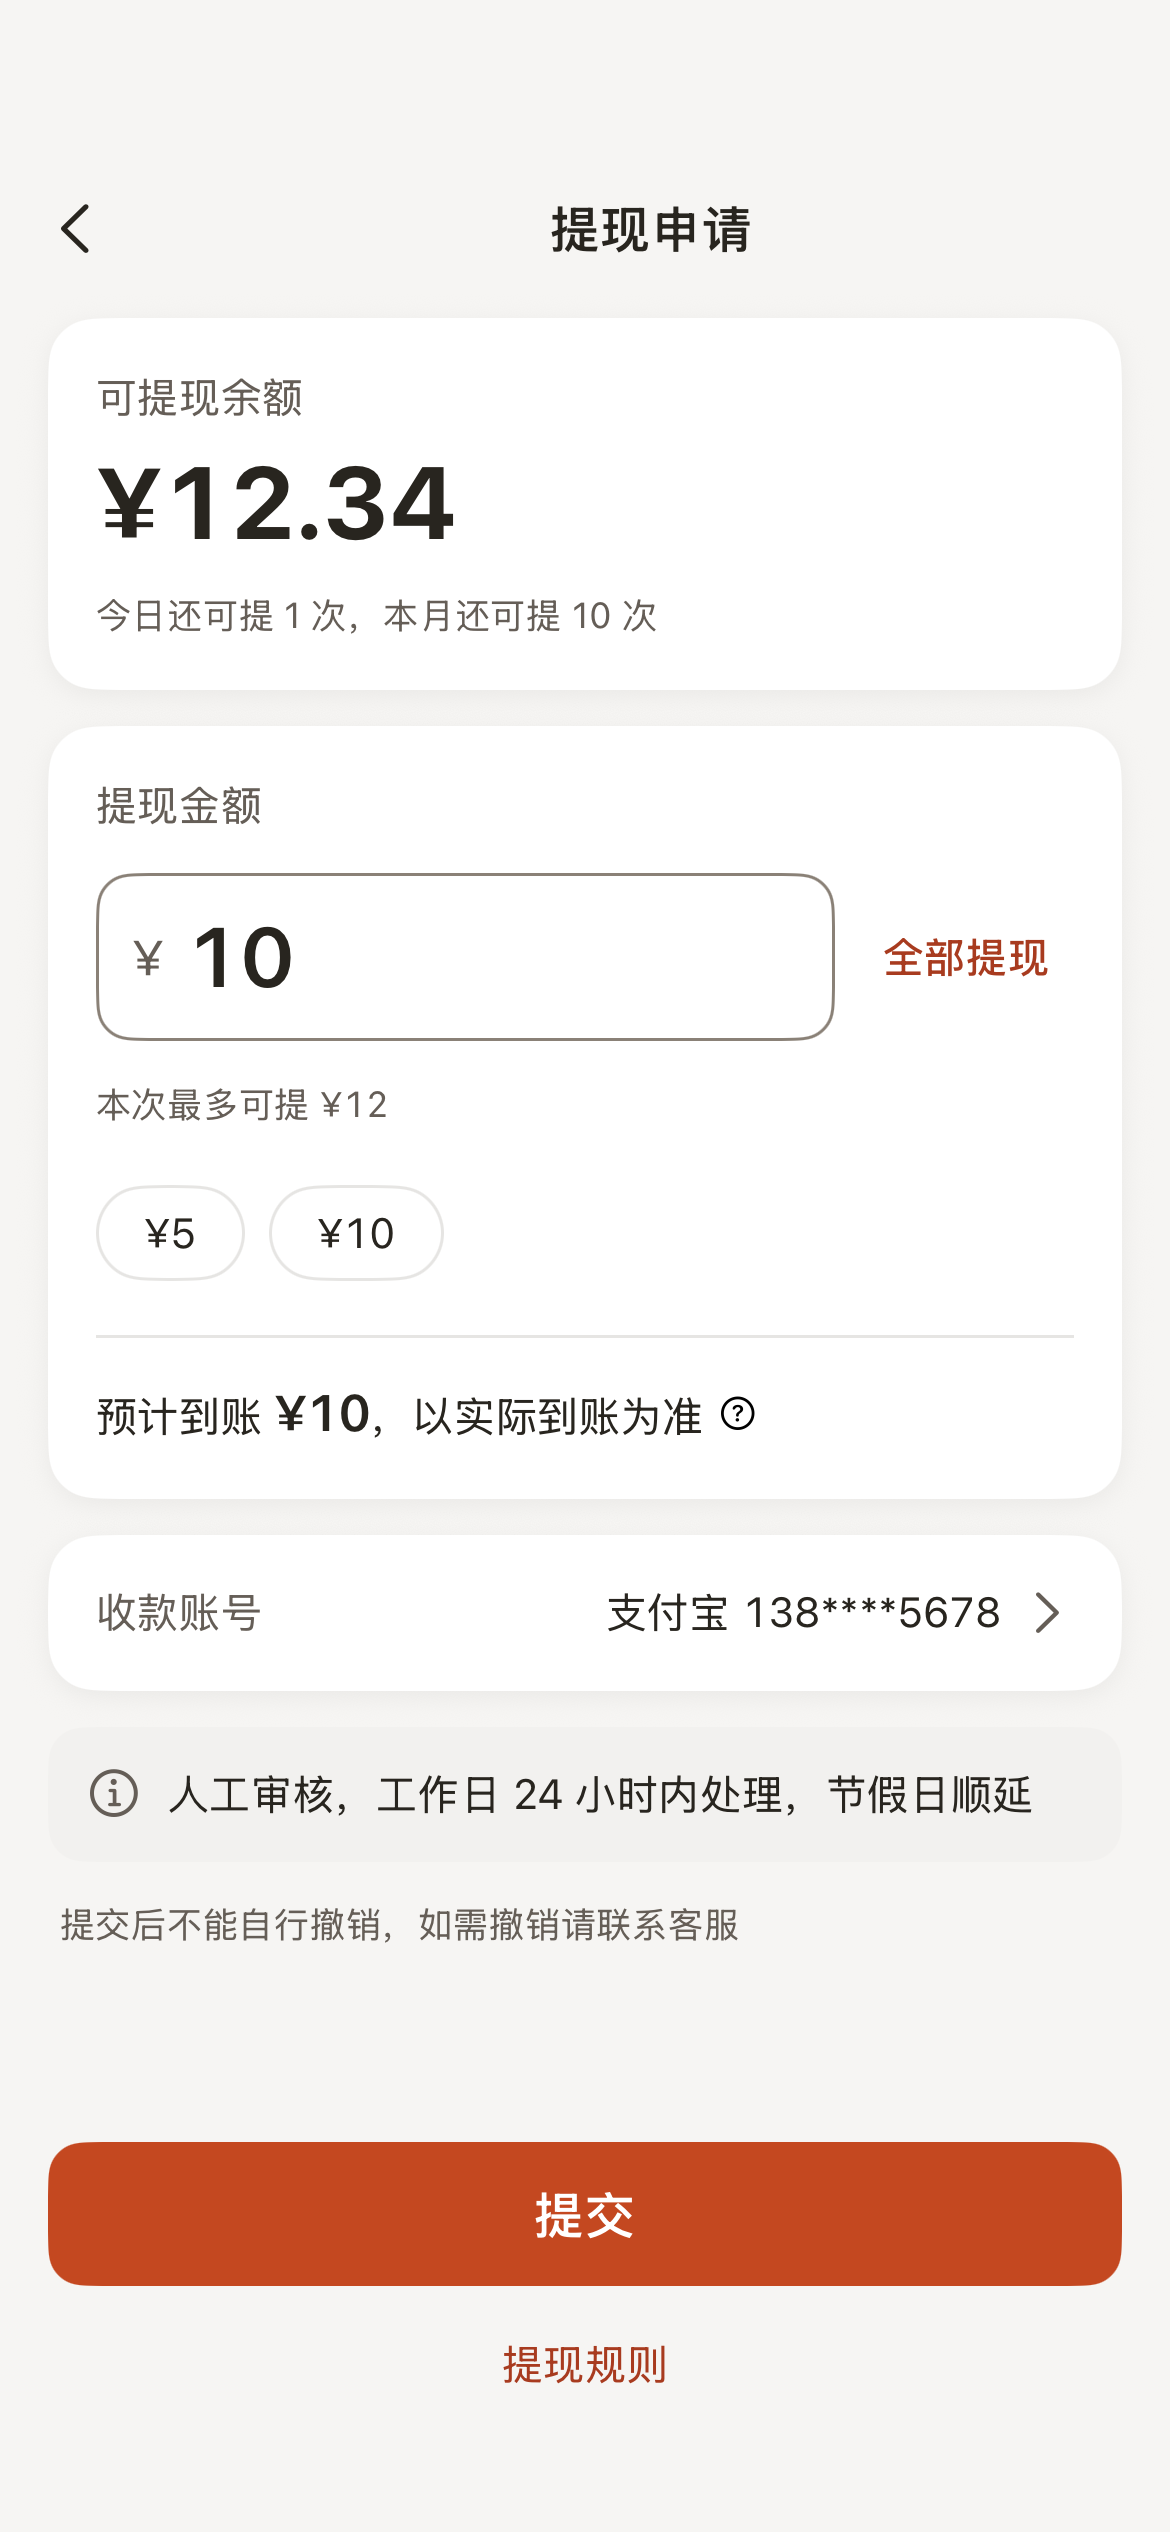 提现申请
可提现余额
¥12.34
今日还可提 1 次，本月还可提 10 次
提现金额
¥ 10
全部提现
本次最多可提 ¥12
¥5
¥10
预计到账 ¥10，以实际到账为准
收款账号
支付宝 138****5678
人工审核，工作日 24 小时内处理，节假日顺延
提交后不能自行撤销，如需撤销请联系客服
提交
提现规则